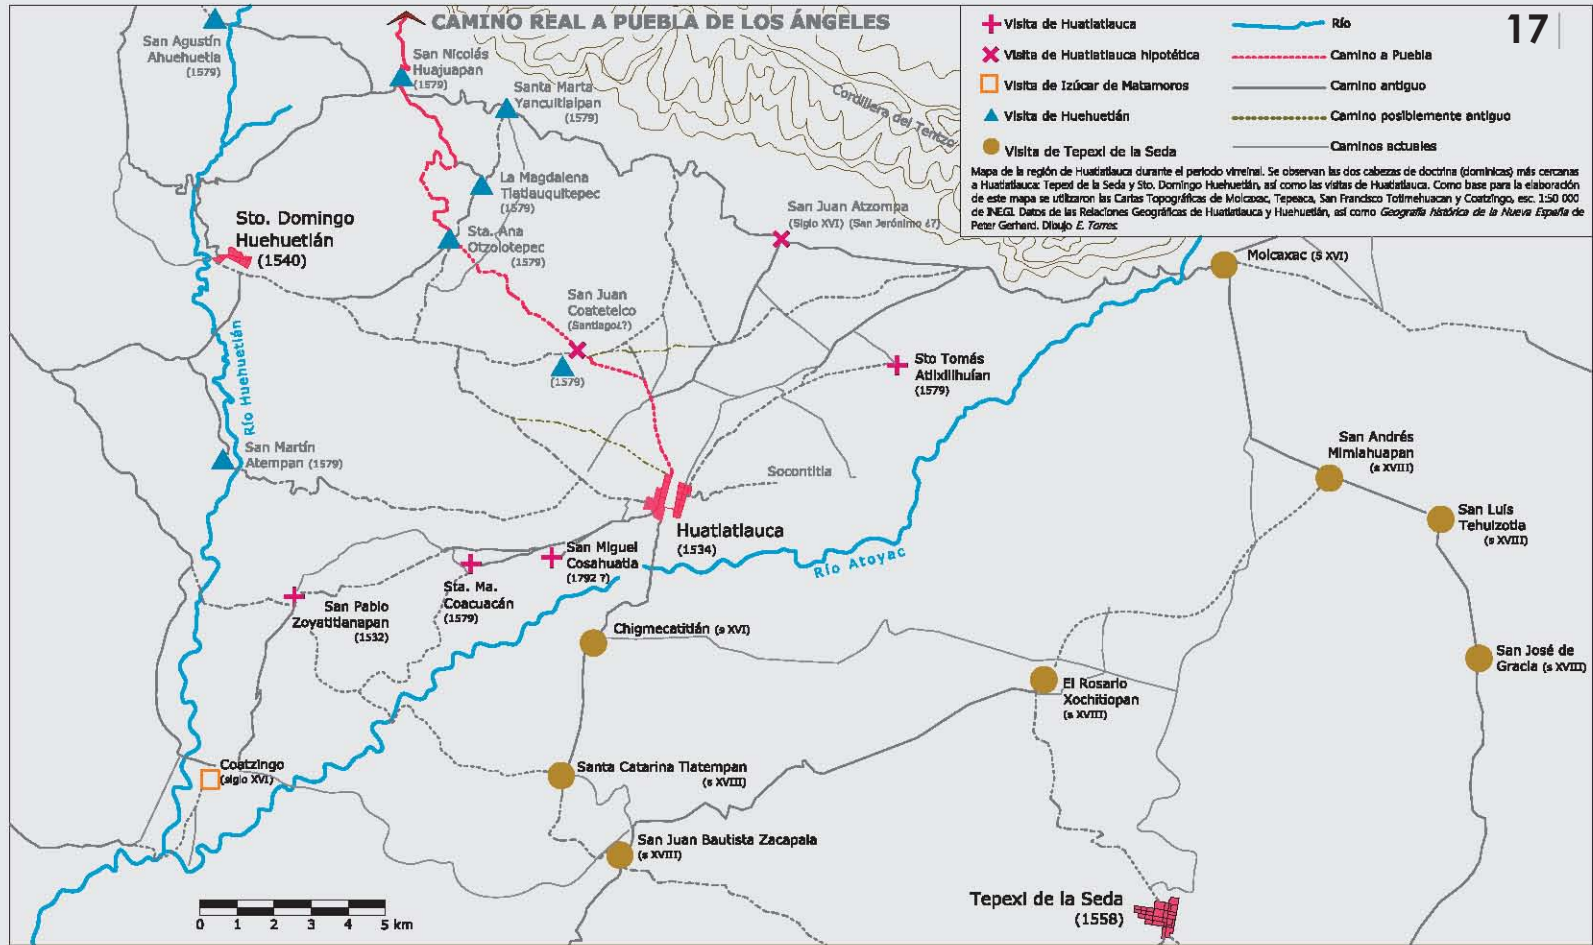 CAMINO REAL A PUEBLA DE LOS ÁNGELES
17
Visita de Huatlatlauca
Visita de Huatlatlauca hipotética
Visita de Izúcar de Matamoros
Visita de Huehuetlán
Visita de Tepexi de la Seda
Río
Camino a Puebla
Camino antiguo
Camino posiblemente antiguo
Caminos actuales
Mapa de la región de Huatlatlauca durante el periodo virreinal. Se observan las dos cabezas de doctrina (dominicas) más cercanas
a Huatlatlauca: Tepexi de la Seda y Sto. Domingo Huehuetlán, así como las visitas de Huatlatlauca. Como base para la elaboración
de este mapa se utilizaron las Cartas Topográficas de Molcaxac, Tepeaca, San Francisco Totimehuacan y Coatzingo, esc. 1:50 000
de INEGI. Datos de las Relaciones Geográficas de Huatlatlauca y Huehuetlán, así como Geografía histórica de la Nueva España de
Peter Gerhard. Dibujo E. Torres
San Agustín
Ahuehuetla
(1579)
San Nicolás
Huajuapan
(1579)
Santa Marta
Yancuitlalpan
(1579)
Cordillera del Tentzo
La Magdalena
Tlatlauquitepec
(1579)
San Juan Atzompa
(Siglo XVI) (San Jerónimo ¿?)
Sto. Domingo
Huehuetlán
(1540)
Sta. Ana
Otzolotepec
(1579)
Molcaxac (S XVI)
San Juan
Coatetelco
(Santiago¿?)
(1579)
Sto Tomás
Atlixilihuían
(1579)
Río Huehuetlán
San Martín
Atempan (1579)
San Andrés
Mimiahuapan
(s XVIII)
Socontitla
San Luis
Tehuizotla
(s XVIII)
Huatlatlauca
(1534)
San Miguel
Cosahuatla
(1792 ?)
Río Atoyac
Sta. Ma.
Coacuacán
(1579)
San Pablo
Zoyatitlanapan
(1532)
Chigmecatitlán (s XVI)
San José de
Gracia (s XVIII)
El Rosario
Xochitiopan
(s XVIII)
Coatzingo
(siglo XVI)
Santa Catarina Tlatempan
(s XVIII)
San Juan Bautista Zacapala
(s XVIII)
Tepexi de la Seda
(1558)
0 1 2 3 4 5 km